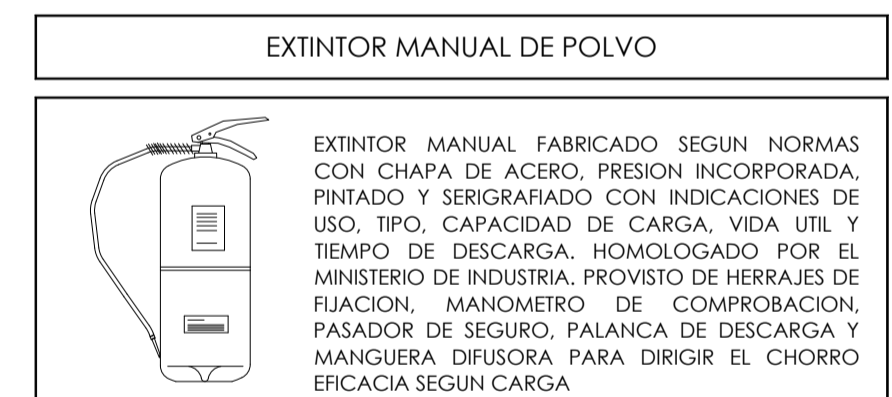 EXTINTOR MANUAL DE POLVO
EXTINTOR MANUAL FABRICADO SEGUN NORMAS
CON CHAPA DE ACERO, PRESION INCORPORADA,
PINTADO Y SERIGRAFIADO CON INDICACIONES DE
USO, TIPO, CAPACIDAD DE CARGA, VIDA UTIL Y
TIEMPO DE DESCARGA. HOMOLOGADO POR EL
MINISTERIO DE INDUSTRIA. PROVISTO DE HERRAJES DE
FIJACION, MANOMETRO DE COMPROBACION,
PASADOR DE SEGURO, PALANCA DE DESCARGA Y
MANGUERA DIFUSORA PARA DIRIGIR EL CHORRO
EFICACIA SEGUN CARGA